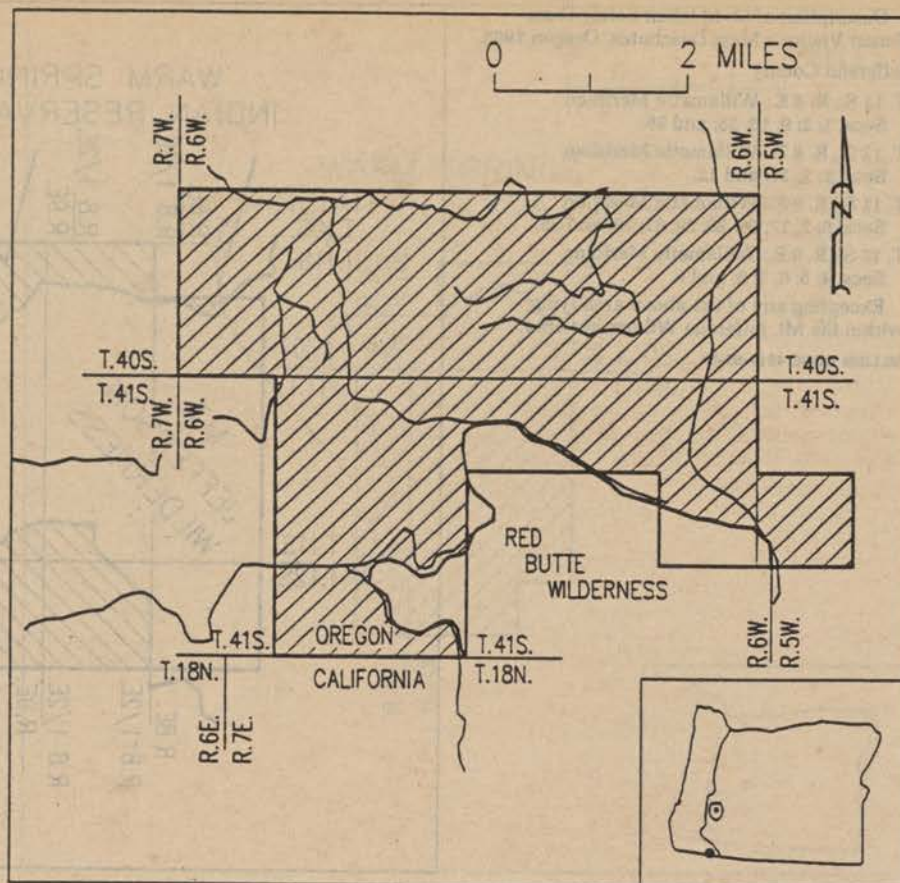 0 2 MILES
R.7W. R.6W.
R.6W. R.5W.
N
T.40S. T.40S.
T.41S. T.41S.
R.7W. R.6W.
RED
BUTTE
WILDERNESS
OREGON
T.41S. T.41S.
T.18N. T.18N.
CALIFORNIA
R.6W. R.5W.
R.6E. R.7E.